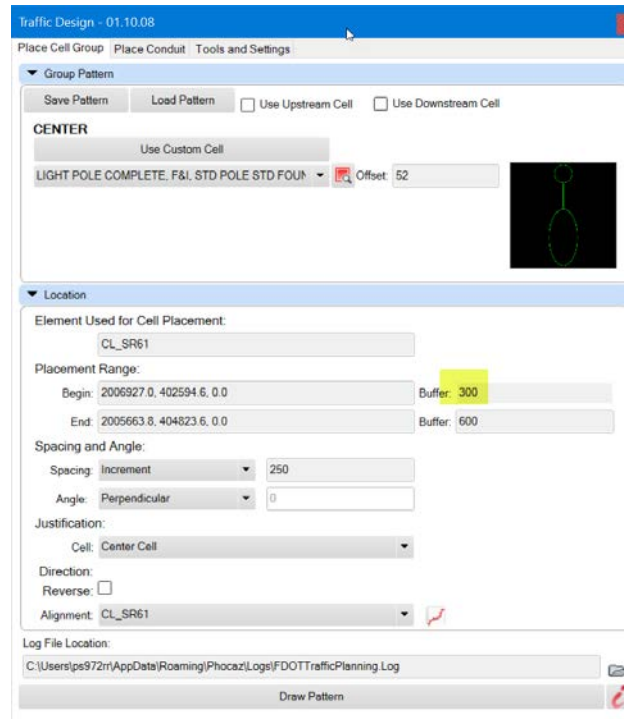 Traffic Design - 01.10.08
Place Cell Group Place Conduit Tools and Settings
Group Pattern
Save Pattern Load Pattern Use Upstream Cell Use Downstream Cell
CENTER
Use Custom Cell
LIGHT POLE COMPLETE, F&I, STD POLE STD FOUN Offset: 52
Location
Element Used for Cell Placement:
CL_SR61
Placement Range:
Begin: 2006927.0, 402594.6, 0.0 Buffer: 300
End: 2005663.8, 404823.6, 0.0 Buffer: 600
Spacing and Angle:
Spacing: Increment 250
Angle: Perpendicular 0
Justification:
Cell: Center Cell
Direction:
Reverse:
Alignment: CL_SR61
Log File Location:
C:\Users\ps972rr\AppData\Roaming\Phocaz\Logs\FDOTTrafficPlanning.Log
Draw Pattern